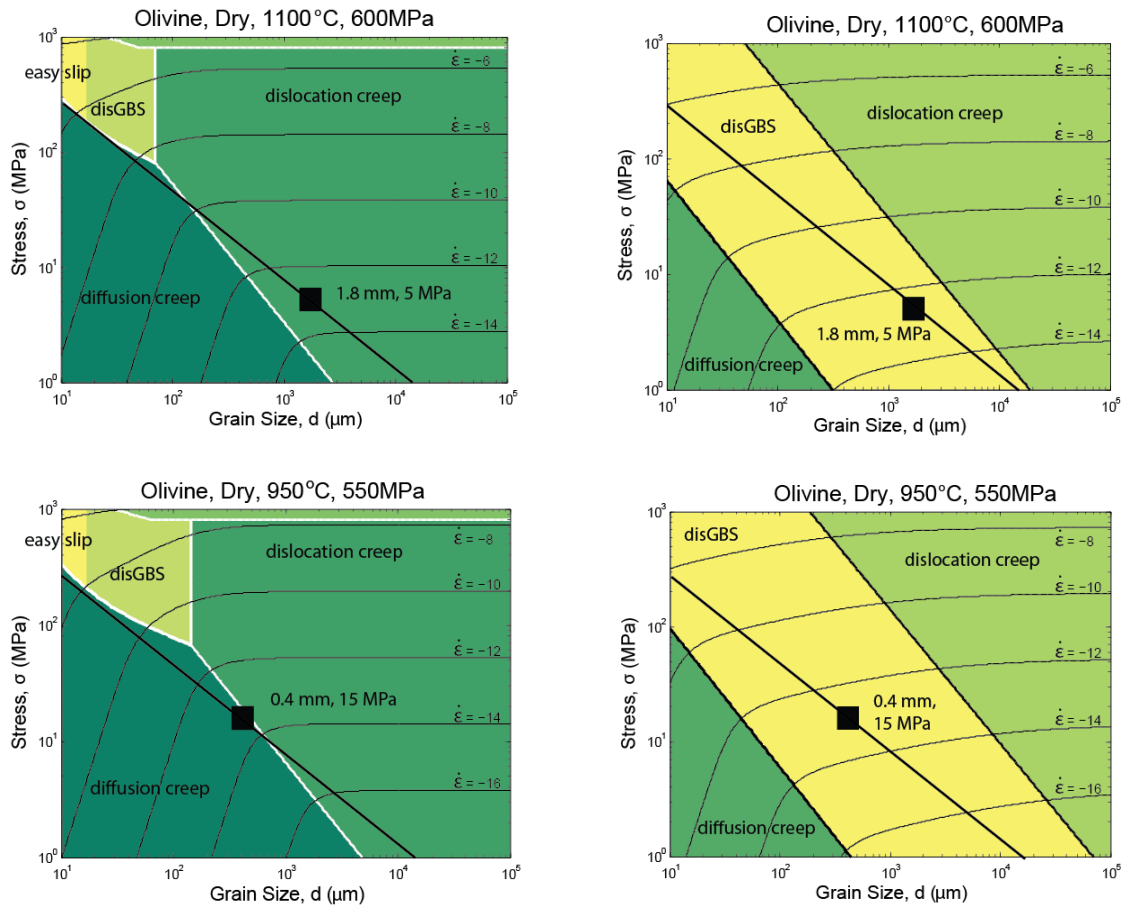 Olivine, Dry, 1100°C, 600MPa
10³
10²
10¹
10⁰
Stress, σ (MPa)
easy slip
disGBS
dislocation creep
diffusion creep
1.8 mm, 5 MPa
ε̇ = −6
ε̇ = −8
ε̇ = −10
ε̇ = −12
ε̇ = −14
10¹ 10² 10³ 10⁴ 10⁵
Grain Size, d (μm)
Olivine, Dry, 1100°C, 600MPa
10³
10²
10¹
10⁰
Stress, σ (MPa)
disGBS
dislocation creep
diffusion creep
1.8 mm, 5 MPa
ε̇ = −6
ε̇ = −8
ε̇ = −10
ε̇ = −12
ε̇ = −14
10¹ 10² 10³ 10⁴ 10⁵
Grain Size, d (μm)
Olivine, Dry, 950°C, 550MPa
10³
10²
10¹
10⁰
Stress, σ (MPa)
easy slip
disGBS
dislocation creep
diffusion creep
0.4 mm, 15 MPa
ε̇ = −8
ε̇ = −10
ε̇ = −12
ε̇ = −14
ε̇ = −16
10¹ 10² 10³ 10⁴ 10⁵
Grain Size, d (μm)
Olivine, Dry, 950°C, 550MPa
10³
10²
10¹
10⁰
Stress, σ (MPa)
disGBS
dislocation creep
diffusion creep
0.4 mm,
15 MPa
ε̇ = −8
ε̇ = −10
ε̇ = −12
ε̇ = −14
ε̇ = −16
10¹ 10² 10³ 10⁴ 10⁵
Grain Size, d (μm)